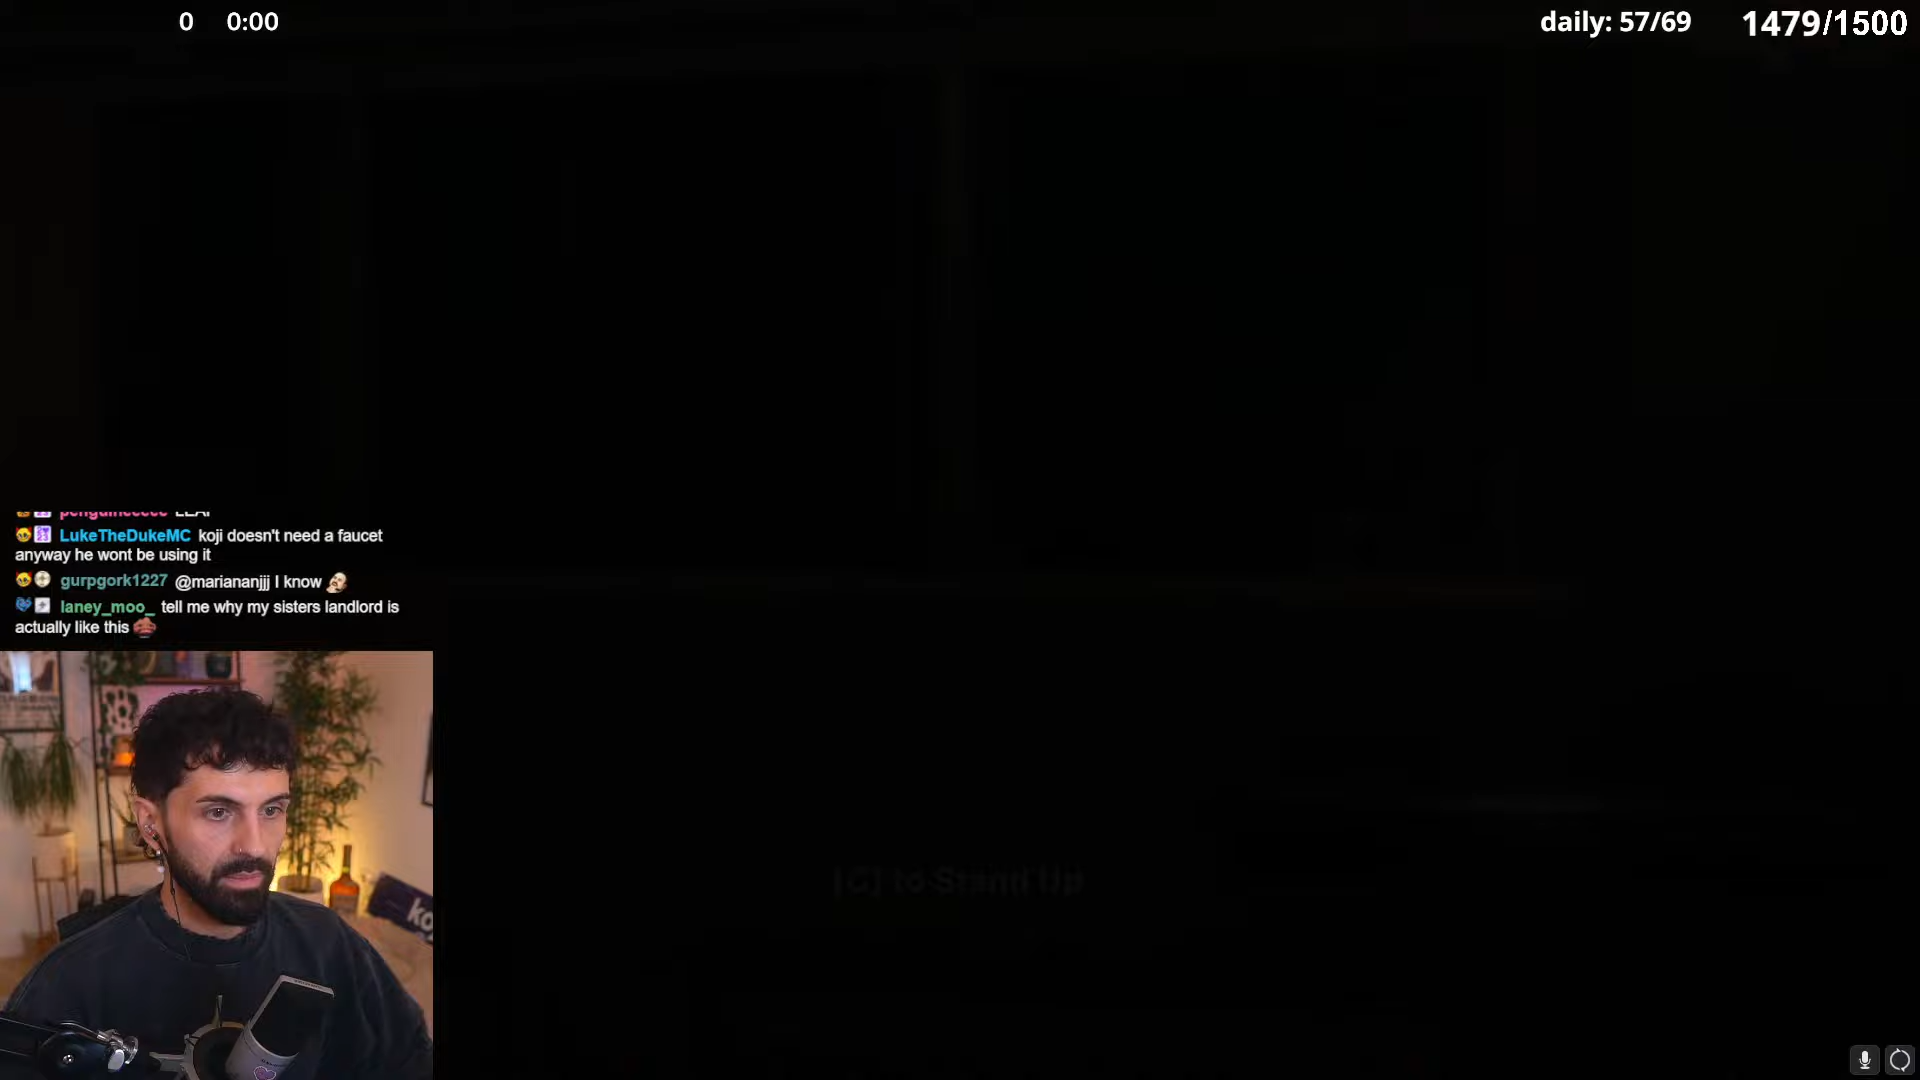 0 0:00
daily: 57/69 1479/1500
LukeTheDukeMC koji doesn't need a faucet
anyway he wont be using it
gurpgork1227 @mariananjjj I know
laney_moo_ tell me why my sisters landlord is
actually like this
[C] to Stand Up